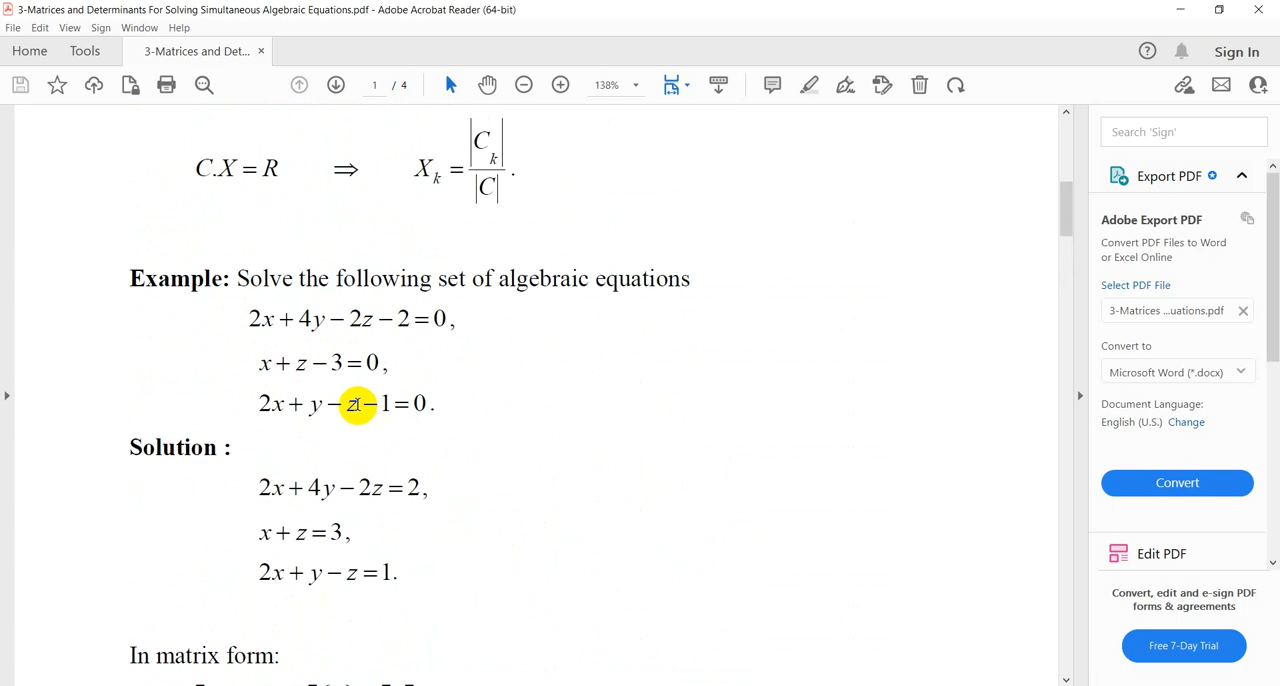 3-Matrices and Determinants For Solving Simultaneous Algebraic Equations.pdf - Adobe Acrobat Reader (64-bit)
File Edit View Sign Window Help
Home Tools 3-Matrices and Det... × Sign In
1 / 4 138%
C.X = R ⇒ X_k = |C_k| / |C| .
Example: Solve the following set of algebraic equations
2x + 4y − 2z − 2 = 0,
x + z − 3 = 0,
2x + y − z − 1 = 0.
Solution :
2x + 4y − 2z = 2,
x + z = 3,
2x + y − z = 1.
In matrix form:
Search 'Sign'
Export PDF
Adobe Export PDF
Convert PDF Files to Word
or Excel Online
Select PDF File
3-Matrices ...uations.pdf
Convert to
Microsoft Word (*.docx)
Document Language:
English (U.S.) Change
Convert
Edit PDF
Convert, edit and e-sign PDF
forms & agreements
Free 7-Day Trial